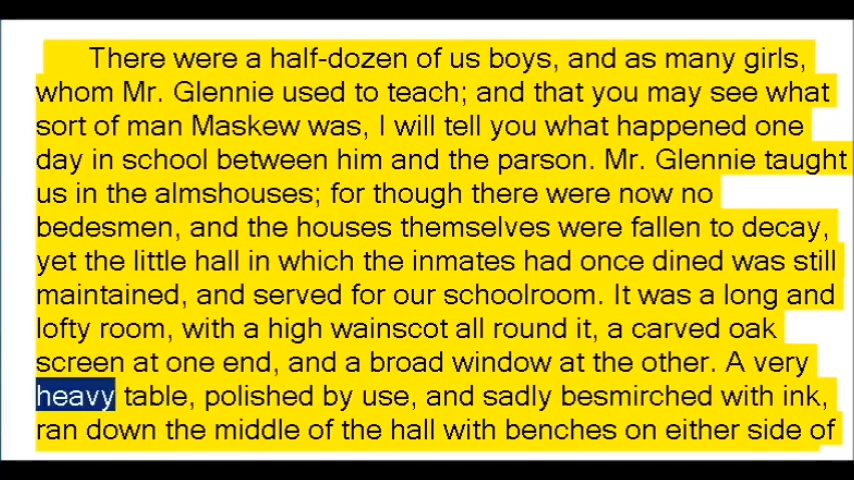 There were a half-dozen of us boys, and as many girls,
whom Mr. Glennie used to teach; and that you may see what
sort of man Maskew was, I will tell you what happened one
day in school between him and the parson. Mr. Glennie taught
us in the almshouses; for though there were now no
bedesmen, and the houses themselves were fallen to decay,
yet the little hall in which the inmates had once dined was still
maintained, and served for our schoolroom. It was a long and
lofty room, with a high wainscot all round it, a carved oak
screen at one end, and a broad window at the other. A very
heavy table, polished by use, and sadly besmirched with ink,
ran down the middle of the hall with benches on either side of